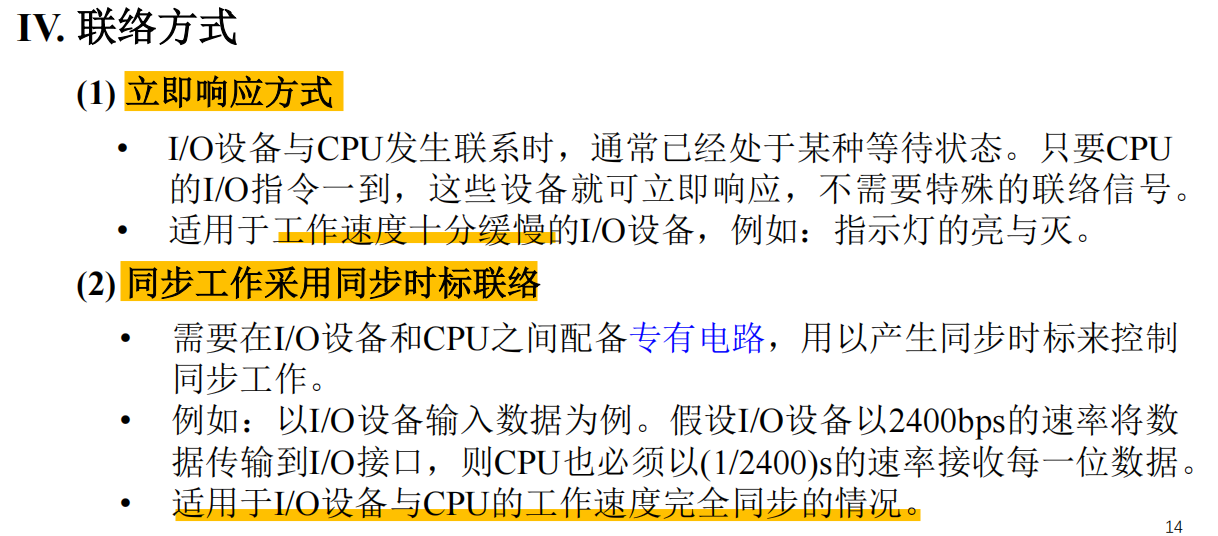 IV. 联络方式
(1) 立即响应方式
• I/O设备与CPU发生联系时，通常已经处于某种等待状态。只要CPU
的I/O指令一到，这些设备就可立即响应，不需要特殊的联络信号。
• 适用于工作速度十分缓慢的I/O设备，例如：指示灯的亮与灭。
(2) 同步工作采用同步时标联络
• 需要在I/O设备和CPU之间配备专有电路，用以产生同步时标来控制
同步工作。
• 例如：以I/O设备输入数据为例。假设I/O设备以2400bps的速率将数
据传输到I/O接口，则CPU也必须以(1/2400)s的速率接收每一位数据。
• 适用于I/O设备与CPU的工作速度完全同步的情况。
14